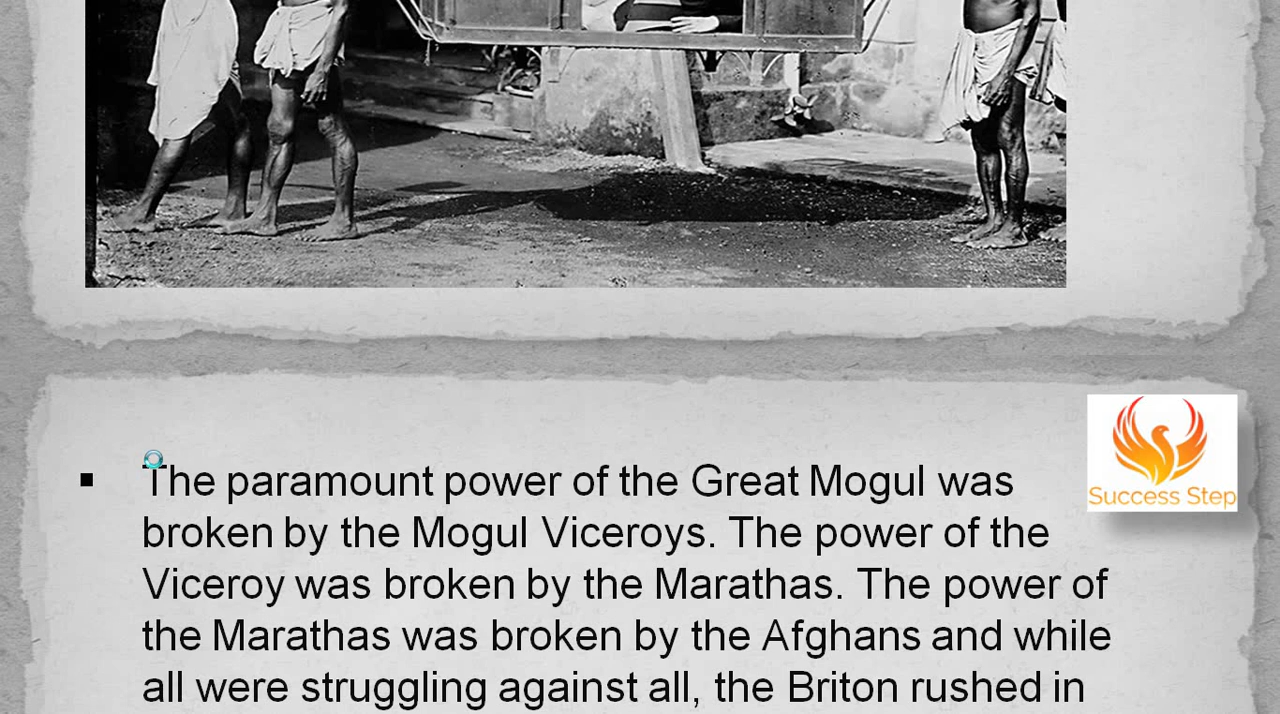 Success Step
▪ The paramount power of the Great Mogul was
broken by the Mogul Viceroys. The power of the
Viceroy was broken by the Marathas. The power of
the Marathas was broken by the Afghans and while
all were struggling against all, the Briton rushed in